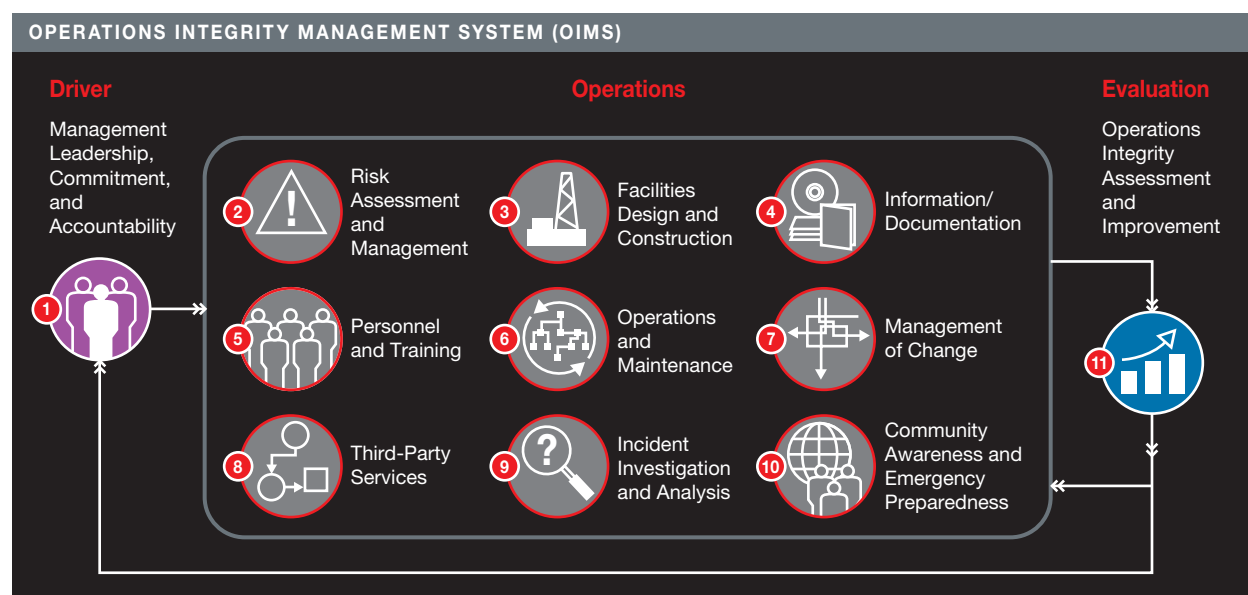 OPERATIONS INTEGRITY MANAGEMENT SYSTEM (OIMS)
Driver
Management
Leadership,
Commitment,
and
Accountability
1
Operations
2
Risk
Assessment
and
Management
3
Facilities
Design and
Construction
4
Information/
Documentation
5
Personnel
and Training
6
Operations
and
Maintenance
7
Management
of Change
8
Third-Party
Services
9
?
Incident
Investigation
and Analysis
10
Community
Awareness and
Emergency
Preparedness
Evaluation
Operations
Integrity
Assessment
and
Improvement
11